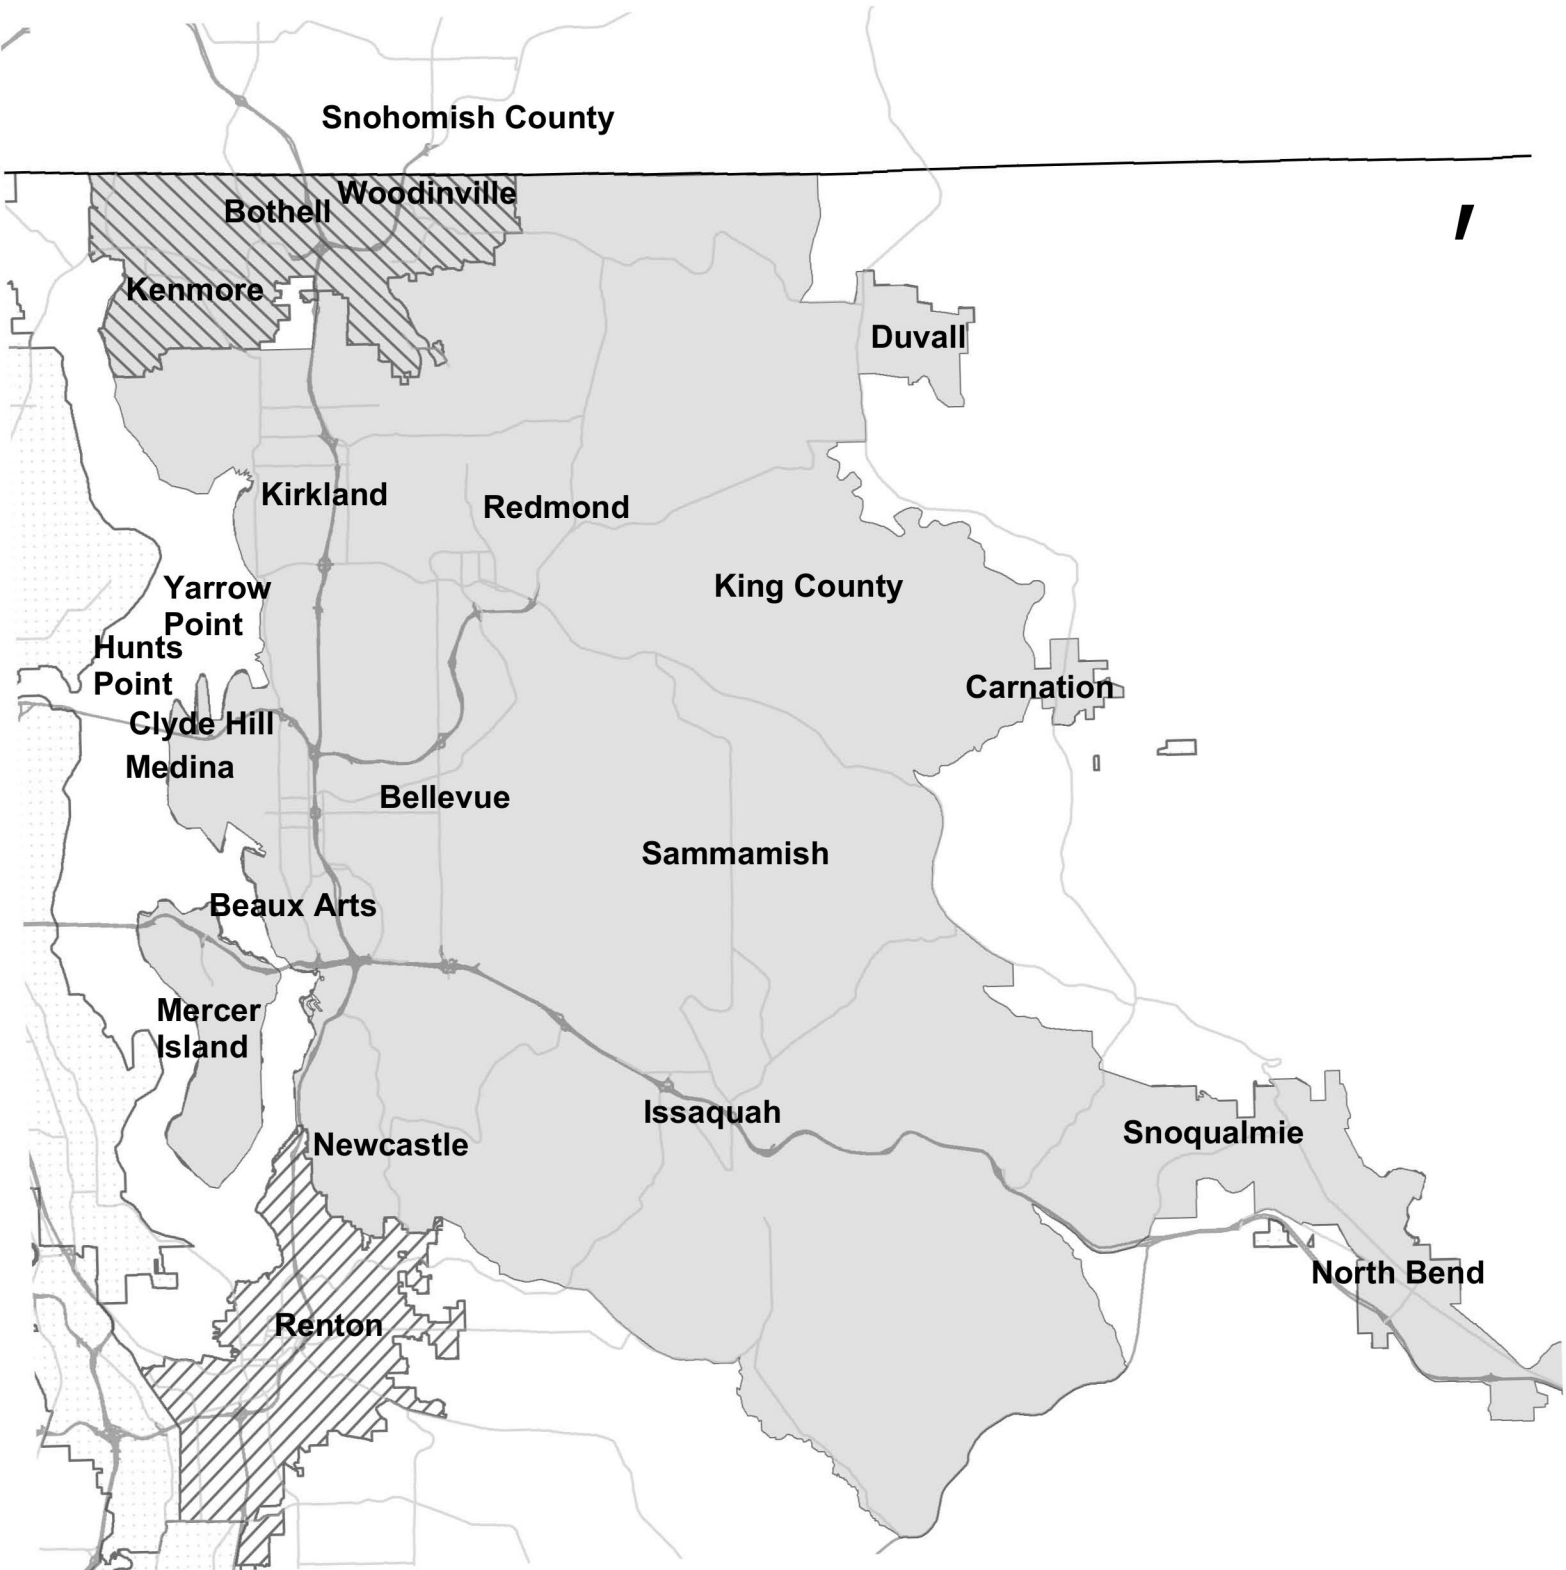 Snohomish County
Woodinville
Bothell
Kenmore
Duvall
Kirkland
Redmond
King County
Yarrow
Point
Hunts
Point
Carnation
Clyde Hill
Medina
Bellevue
Sammamish
Beaux Arts
Mercer
Island
Issaquah
Snoqualmie
Newcastle
North Bend
Renton